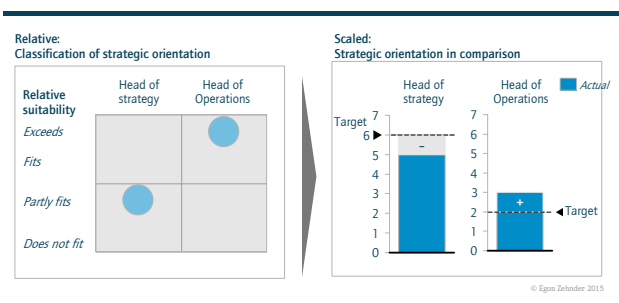 Relative:
Classification of strategic orientation
Relative
suitability
Head of
strategy
Head of
Operations
Exceeds
Fits
Partly fits
Does not fit
Scaled:
Strategic orientation in comparison
Head of
strategy
Head of
Operations
Actual
Target
7
6
5
4
3
2
1
0
–
7
6
5
4
3
2
1
0
+
Target
© Egon Zehnder 2015